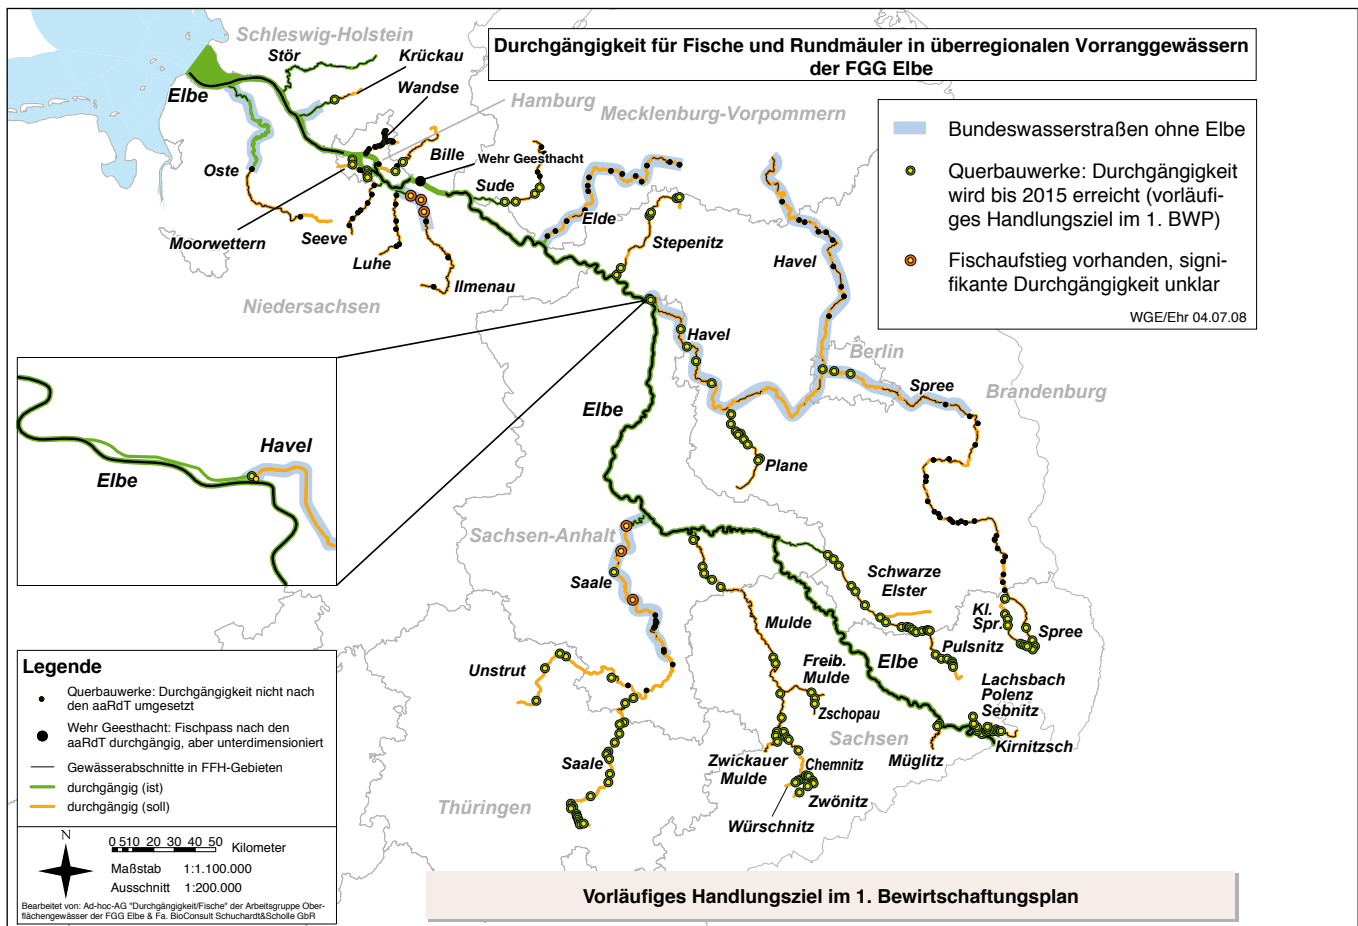 Durchgängigkeit für Fische und Rundmäuler in überregionalen Vorranggewässern
der FGG Elbe
Bundeswasserstraßen ohne Elbe
Querbauwerke: Durchgängigkeit
wird bis 2015 erreicht (vorläufi-
ges Handlungsziel im 1. BWP)
Fischaufstieg vorhanden, signi-
fikante Durchgängigkeit unklar
WGE/Ehr 04.07.08
Schleswig-Holstein
Stör
Krückau
Elbe
Wandse
Hamburg
Mecklenburg-Vorpommern
Bille
Wehr Geesthacht
Oste
Sude
Elde
Moorwettern
Seeve
Stepenitz
Luhe
Havel
Ilmenau
Niedersachsen
Havel
Berlin
Spree
Brandenburg
Elbe
Havel
Elbe
Plane
Sachsen-Anhalt
Saale
Schwarze
Elster
Kl.
Spr.
Spree
Mulde
Pulsnitz
Elbe
Unstrut
Freib.
Mulde
Lachsbach
Polenz
Sebnitz
Zschopau
Sachsen
Kirnitzsch
Müglitz
Saale
Zwickauer
Mulde
Chemnitz
Zwönitz
Thüringen
Würschnitz
Legende
Querbauwerke: Durchgängigkeit nicht nach
den aaRdT umgesetzt
Wehr Geesthacht: Fischpass nach den
aaRdT durchgängig, aber unterdimensioniert
Gewässerabschnitte in FFH-Gebieten
durchgängig (ist)
durchgängig (soll)
N
0 5 10 20 30 40 50 Kilometer
Maßstab 1:1.100.000
Ausschnitt 1:200.000
Bearbeitet von: Ad-hoc-AG "Durchgängigkeit/Fische" der Arbeitsgruppe Ober-
flächengewässer der FGG Elbe & Fa. BioConsult Schuchardt&Scholle GbR
Vorläufiges Handlungsziel im 1. Bewirtschaftungsplan